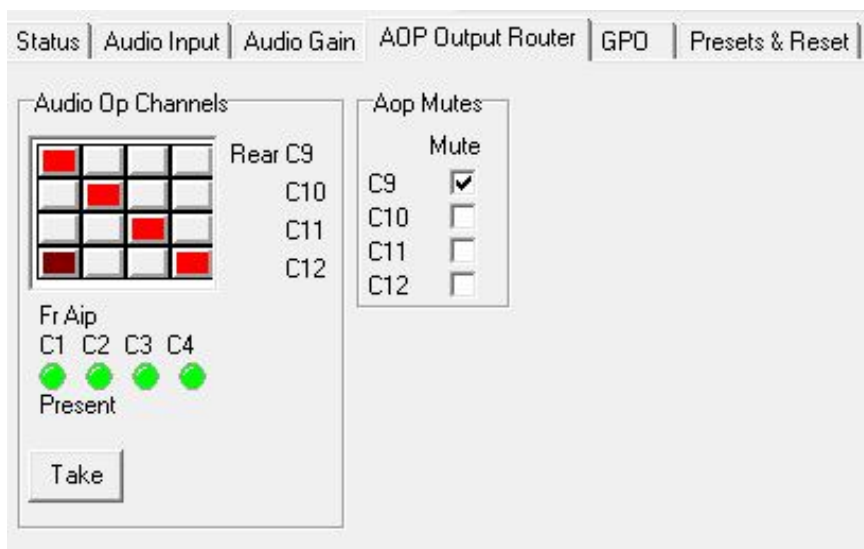 Status Audio Input Audio Gain AOP Output Router GPO Presets & Reset
Audio Op Channels
Rear C9
C10
C11
C12
Fr Aip
C1 C2 C3 C4
Present
Take
Aop Mutes
Mute
C9
C10
C11
C12